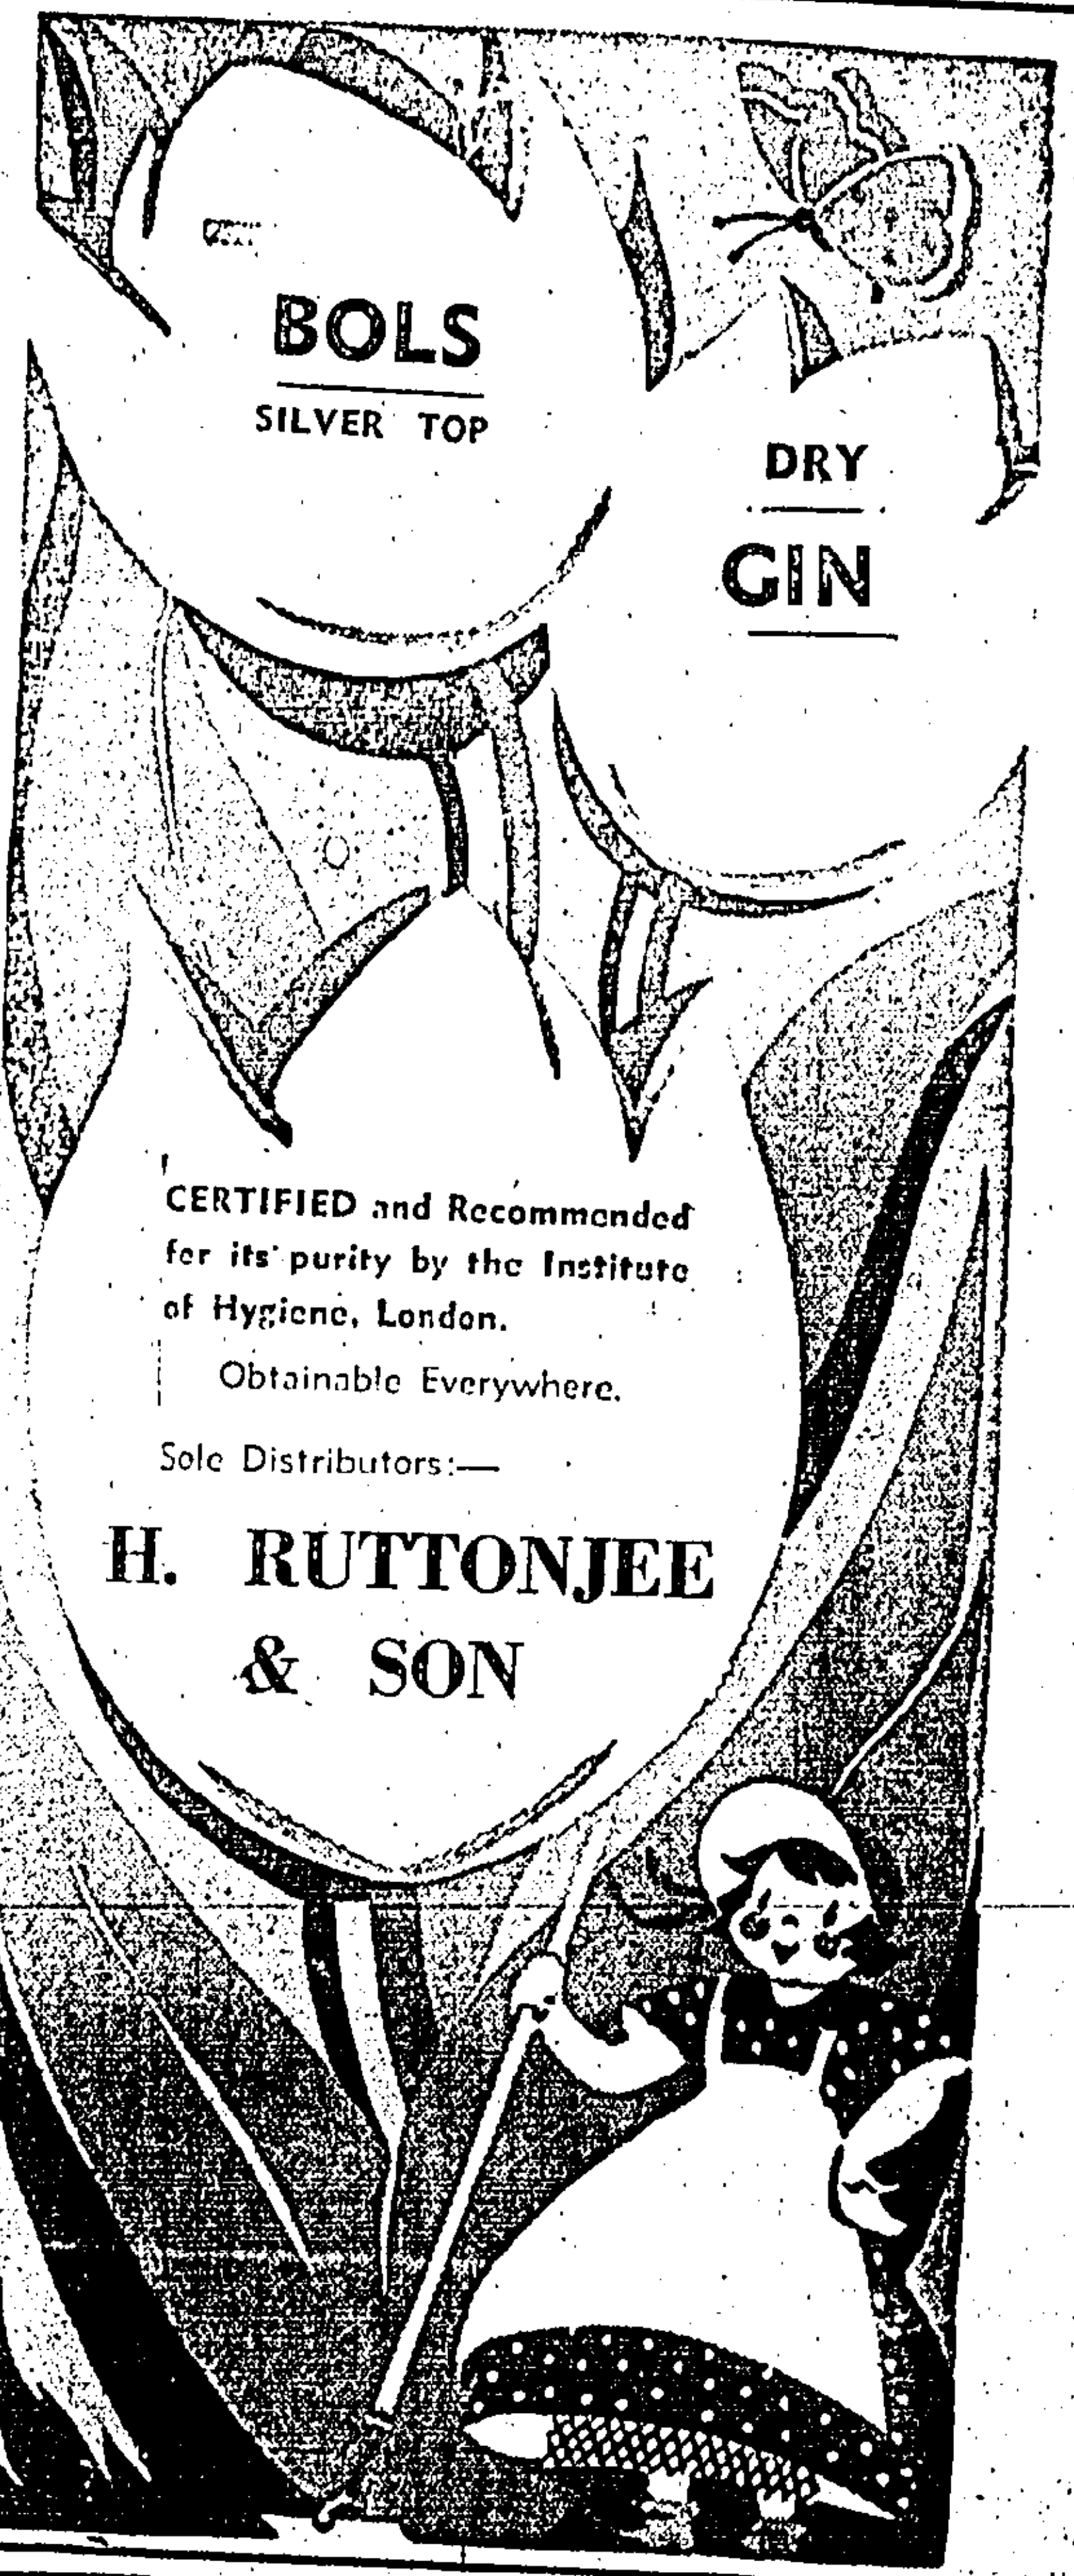 BOLS
SILVER TOP
DRY
GIN
CERTIFIED and Recommended
for its purity by the Institute
of Hygiene, London.
Obtainable Everywhere.
Sole Distributors:—
H. RUTTONJEE
& SON